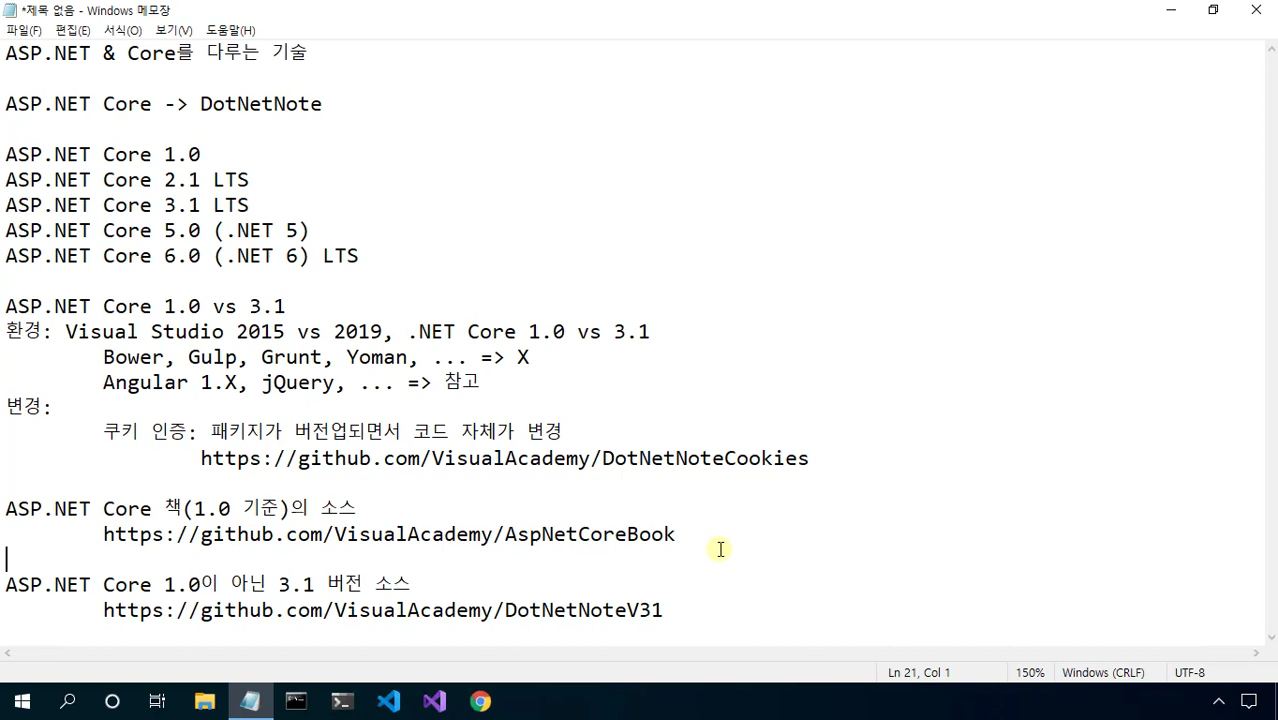 *제목 없음 - Windows 메모장
파일(F) 편집(E) 서식(O) 보기(V) 도움말(H)
ASP.NET & Core를 다루는 기술
ASP.NET Core -> DotNetNote
ASP.NET Core 1.0
ASP.NET Core 2.1 LTS
ASP.NET Core 3.1 LTS
ASP.NET Core 5.0 (.NET 5)
ASP.NET Core 6.0 (.NET 6) LTS
ASP.NET Core 1.0 vs 3.1
환경: Visual Studio 2015 vs 2019, .NET Core 1.0 vs 3.1
Bower, Gulp, Grunt, Yoman, ... => X
Angular 1.X, jQuery, ... => 참고
변경:
쿠키 인증: 패키지가 버전업되면서 코드 자체가 변경
https://github.com/VisualAcademy/DotNetNoteCookies
ASP.NET Core 책(1.0 기준)의 소스
https://github.com/VisualAcademy/AspNetCoreBook
ASP.NET Core 1.0이 아닌 3.1 버전 소스
https://github.com/VisualAcademy/DotNetNoteV31
Ln 21, Col 1 150% Windows (CRLF) UTF-8